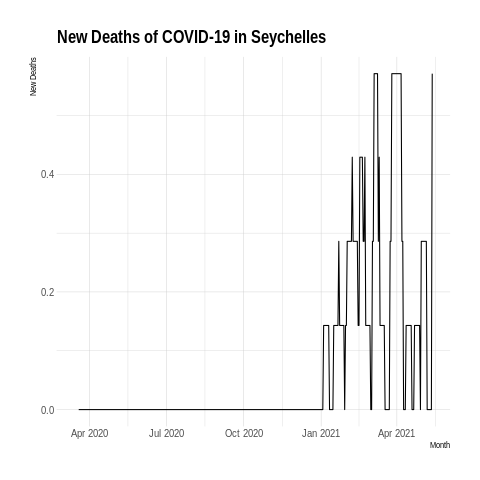 New Deaths of COVID-19 in Seychelles
New Deaths
0.4
0.2
0.0
Apr 2020 Jul 2020 Oct 2020 Jan 2021 Apr 2021
Month